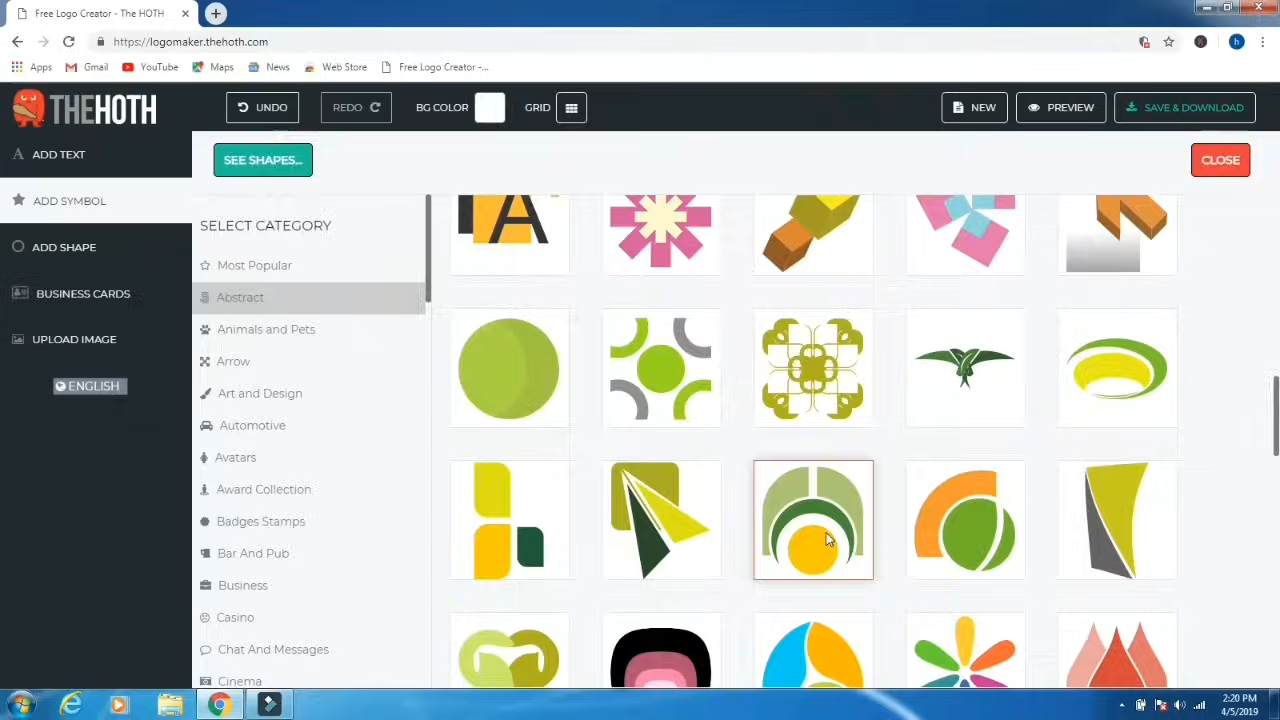 Free Logo Creator - The HOTH
https://logomaker.thehoth.com
Apps Gmail YouTube Maps News Web Store Free Logo Creator -...
THEHOTH
UNDO REDO BG COLOR GRID NEW PREVIEW SAVE & DOWNLOAD
ADD TEXT
ADD SYMBOL
ADD SHAPE
BUSINESS CARDS
UPLOAD IMAGE
ENGLISH
SEE SHAPES... CLOSE
SELECT CATEGORY
Most Popular
Abstract
Animals and Pets
Arrow
Art and Design
Automotive
Avatars
Award Collection
Badges Stamps
Bar And Pub
Business
Casino
Chat And Messages
Cinema
A
h
2:20 PM
4/5/2019